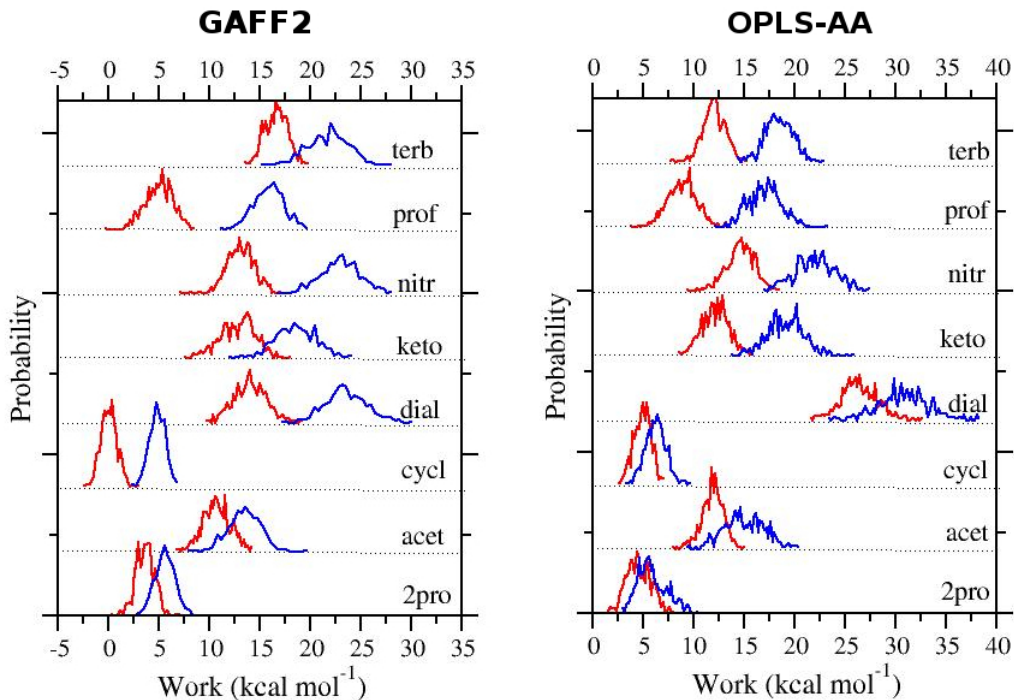 GAFF2
-5 0 5 10 15 20 25 30 35
terb
prof
nitr
keto
dial
cycl
acet
2pro
-5 0 5 10 15 20 25 30 35
Work (kcal mol-1)
Probability
OPLS-AA
0 5 10 15 20 25 30 35 40
terb
prof
nitr
keto
dial
cycl
acet
2pro
0 5 10 15 20 25 30 35 40
Work (kcal mol-1)
Probability